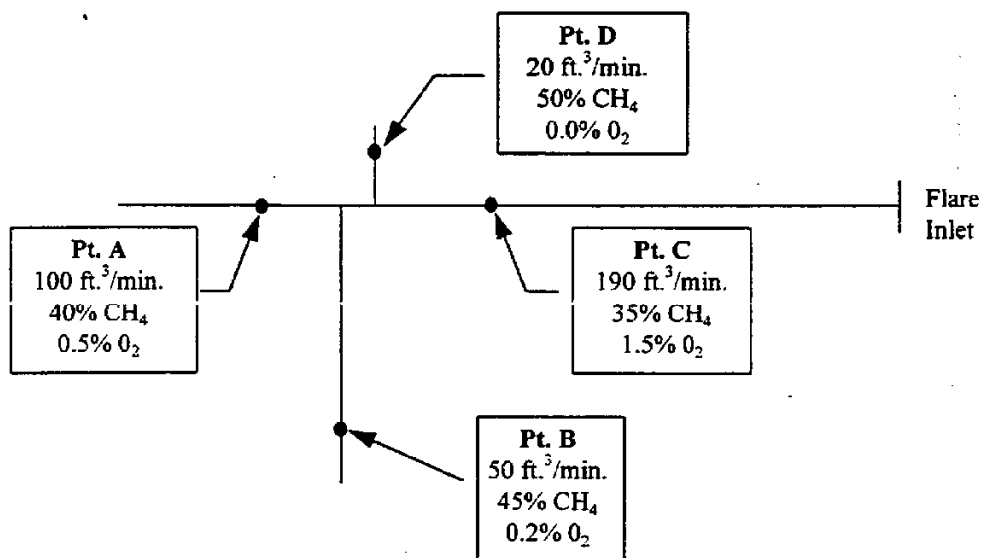 Pt. D
20 ft.³/min.
50% CH₄
0.0% 0₂
Flare
Inlet
Pt. A
100 ft.³/min.
40% CH₄
0.5% 0₂
Pt. C
190 ft.³/min.
35% CH₄
1.5% 0₂
Pt. B
50 ft.³/min.
45% CH₄
0.2% 0₂